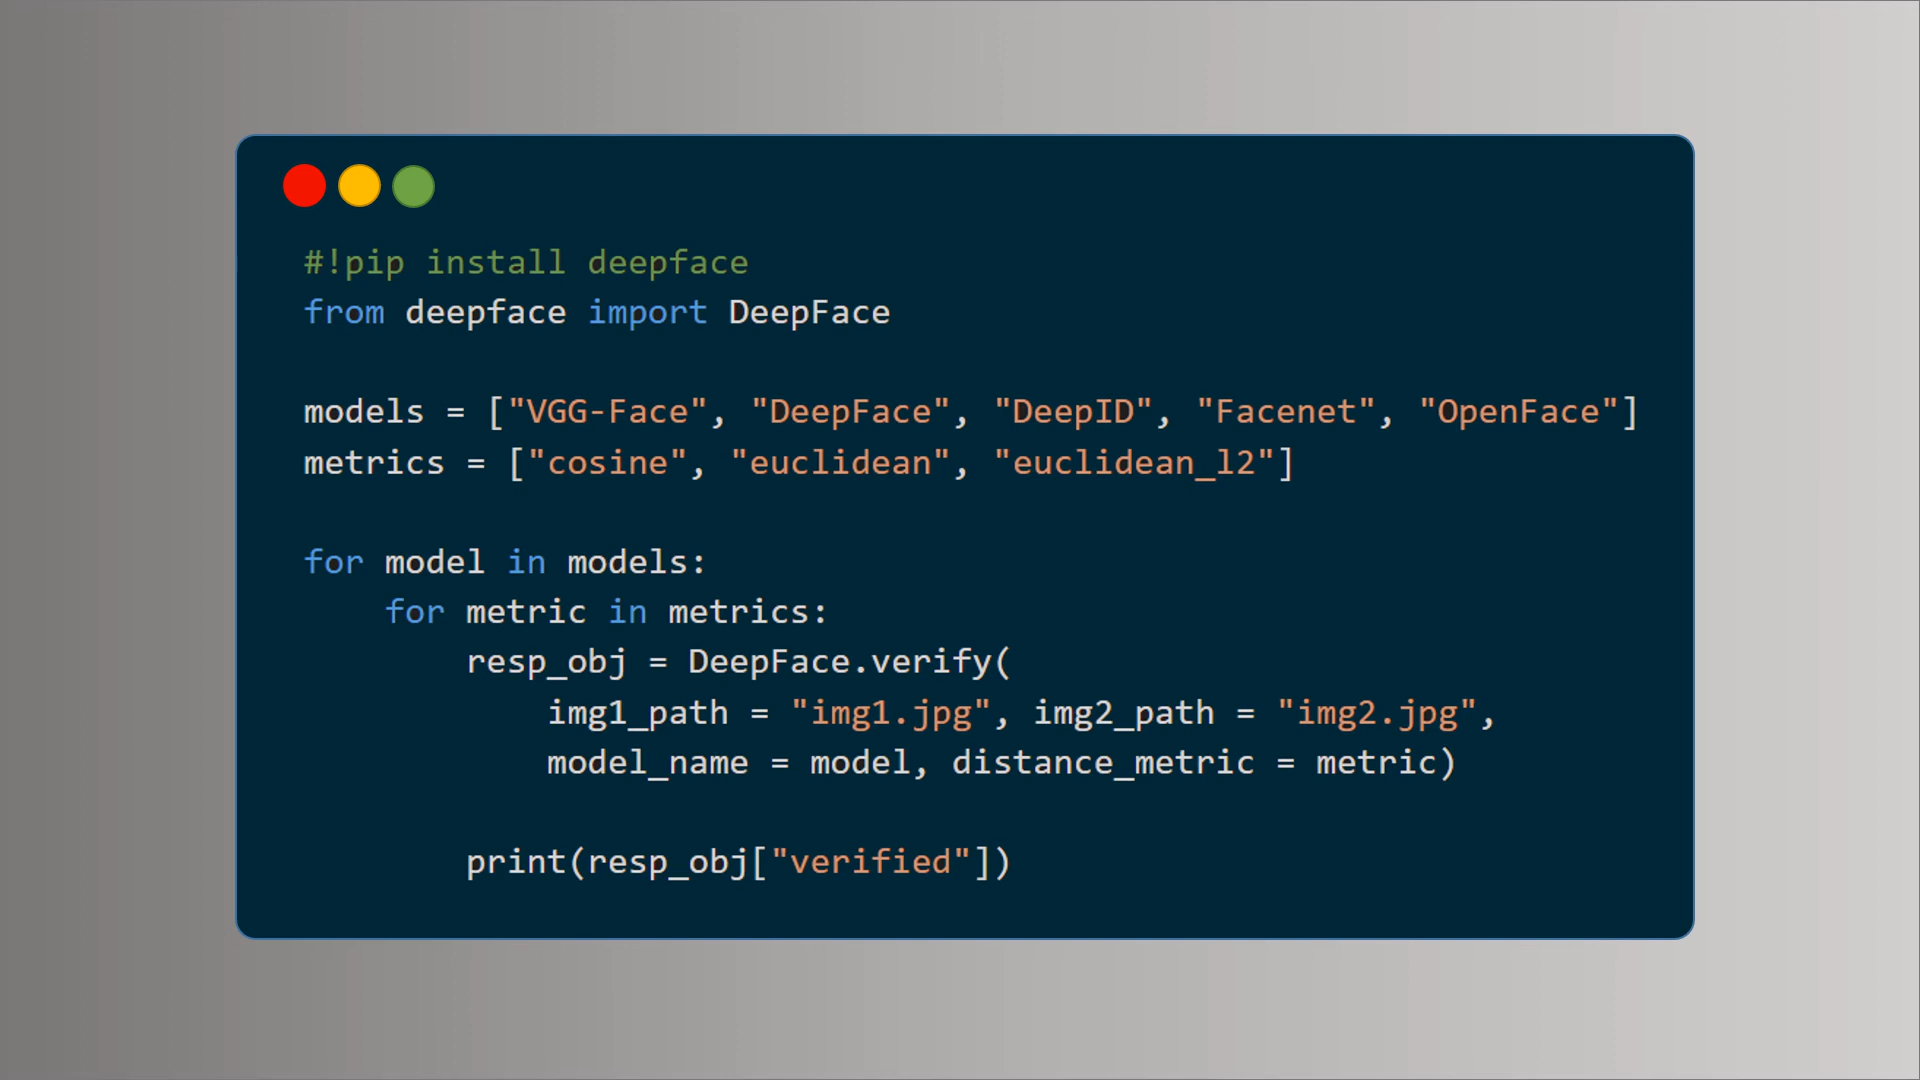 #!pip install deepface
from deepface import DeepFace
models = ["VGG-Face", "DeepFace", "DeepID", "Facenet", "OpenFace"]
metrics = ["cosine", "euclidean", "euclidean_l2"]
for model in models:
    for metric in metrics:
        resp_obj = DeepFace.verify(
            img1_path = "img1.jpg", img2_path = "img2.jpg",
            model_name = model, distance_metric = metric)
        print(resp_obj["verified"])